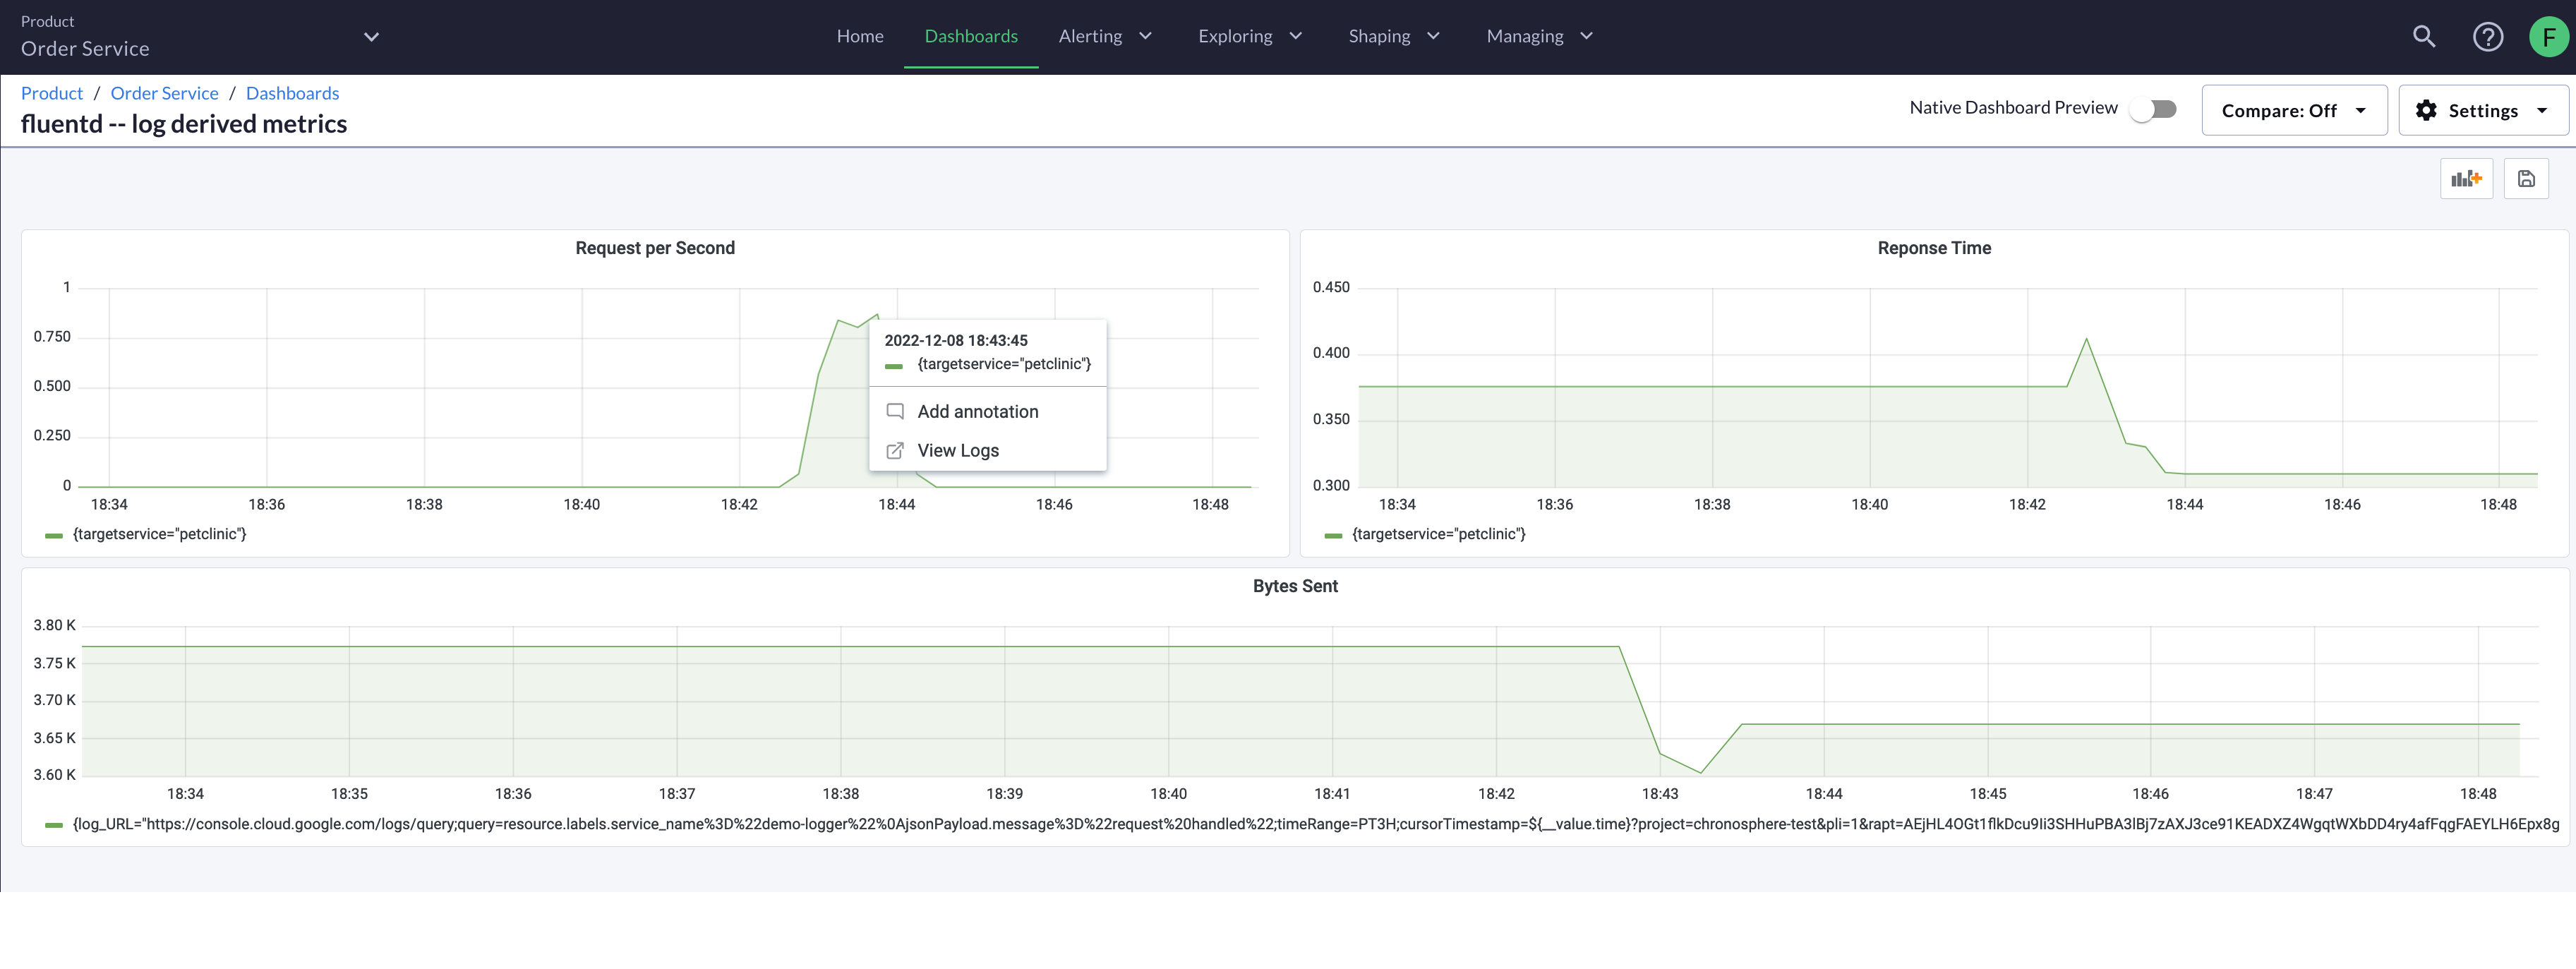 Product
Order Service
Home Dashboards Alerting Exploring Shaping Managing
F
Product / Order Service / Dashboards
fluentd -- log derived metrics
Native Dashboard Preview
Compare: Off
Settings
Request per Second
1
0.750
0.500
0.250
0
18:34 18:36 18:38 18:40 18:42 18:44 18:46 18:48
{targetservice="petclinic"}
2022-12-08 18:43:45
{targetservice="petclinic"}
Add annotation
View Logs
Reponse Time
0.450
0.400
0.350
0.300
18:34 18:36 18:38 18:40 18:42 18:44 18:46 18:48
{targetservice="petclinic"}
Bytes Sent
3.80 K
3.75 K
3.70 K
3.65 K
3.60 K
18:34 18:35 18:36 18:37 18:38 18:39 18:40 18:41 18:42 18:43 18:44 18:45 18:46 18:47 18:48
{log_URL="https://console.cloud.google.com/logs/query;query=resource.labels.service_name%3D%22demo-logger%22%0AjsonPayload.message%3D%22request%20handled%22;timeRange=PT3H;cursorTimestamp=${__value.time}?project=chronosphere-test&pli=1&rapt=